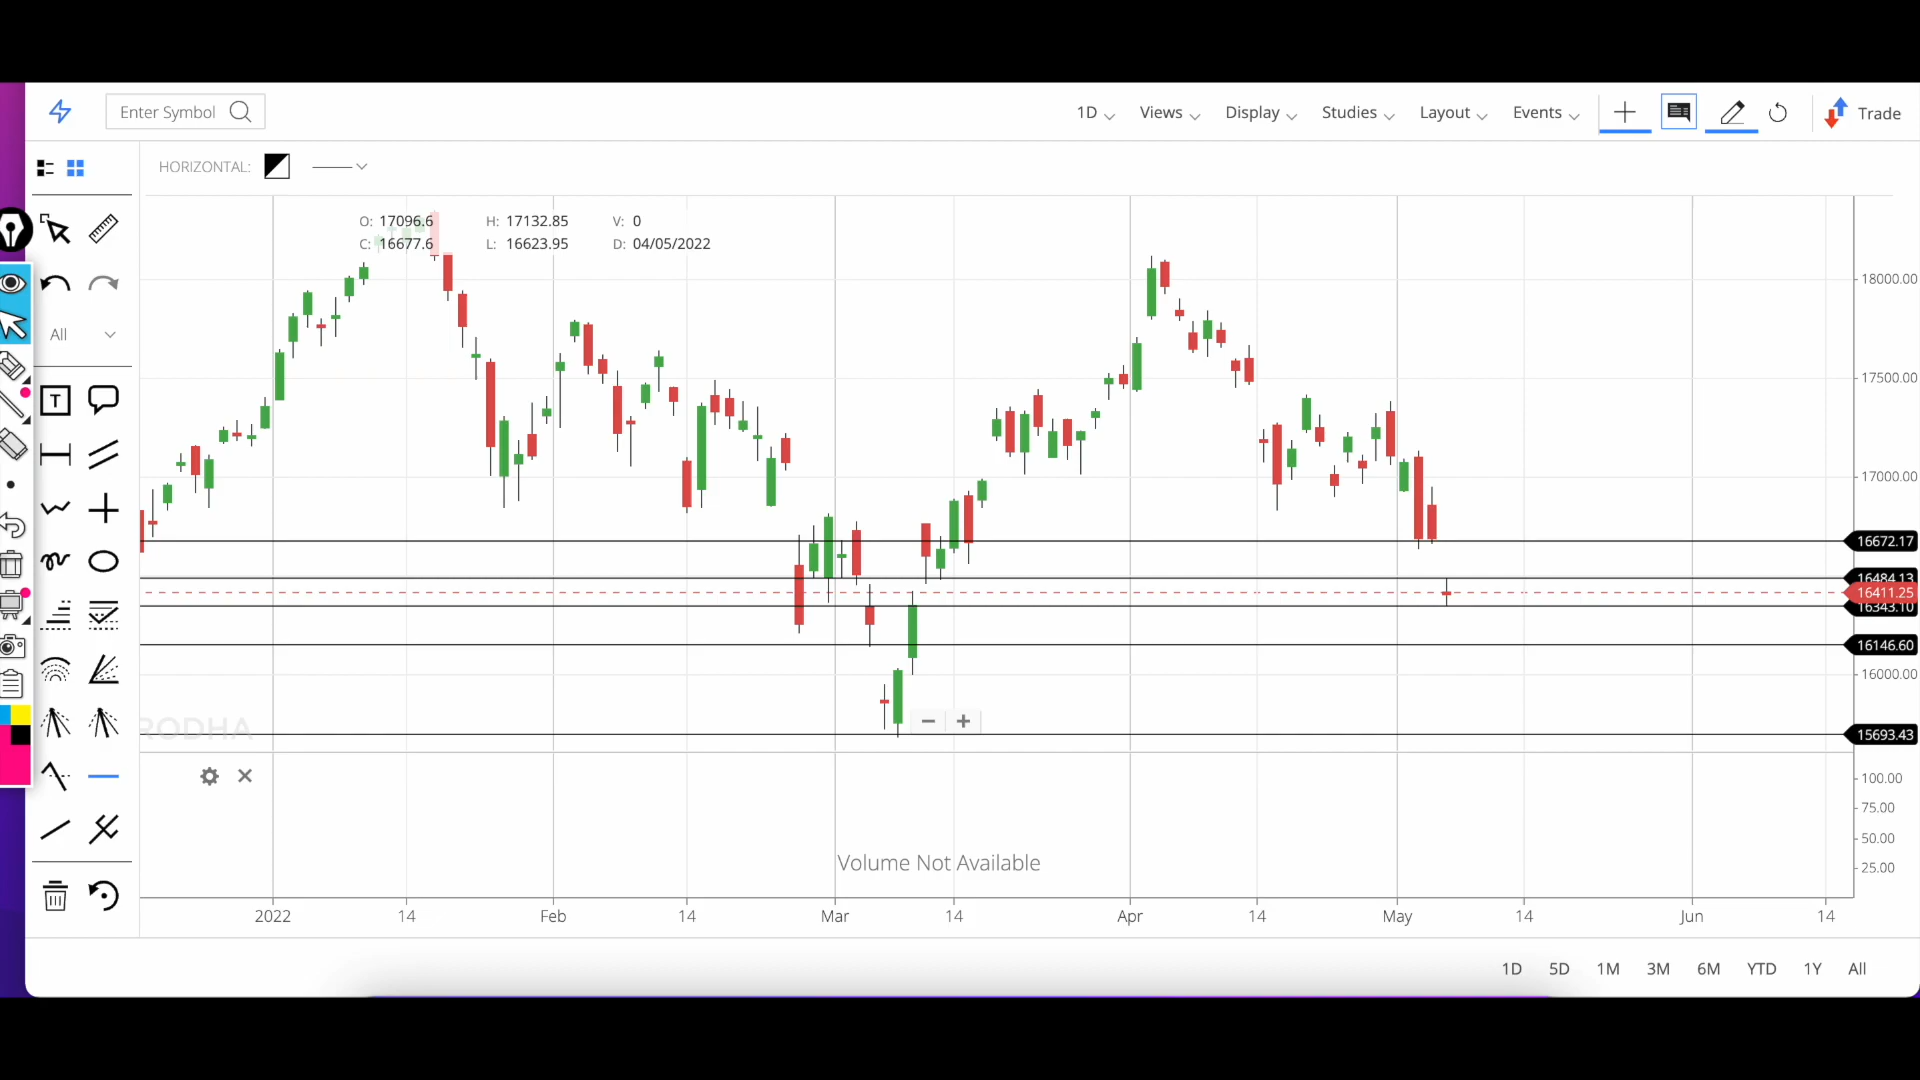 Enter Symbol
1D Views Display Studies Layout Events Trade
HORIZONTAL:
O: 17096.6 H: 17132.85 V: 0
C: 16677.6 L: 16623.95 D: 04/05/2022
All
T
18000.00
17500.00
17000.00
16672.17
16484.13
16411.25
16343.10
16146.60
16000.00
15693.43
RODHA
100.00
75.00
50.00
25.00
Volume Not Available
2022 14 Feb 14 Mar 14 Apr 14 May 14 Jun 14
1D 5D 1M 3M 6M YTD 1Y All